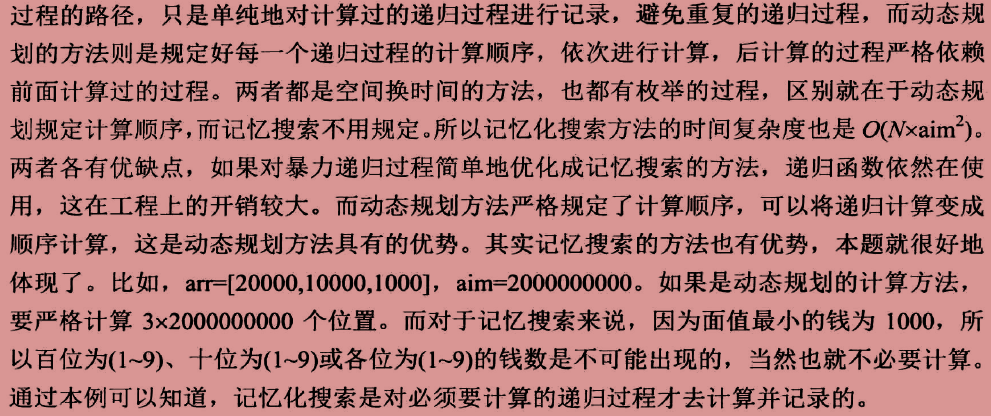 过程的路径，只是单纯地对计算过的递归过程进行记录，避免重复的递归过程，而动态规
划的方法则是规定好每一个递归过程的计算顺序，依次进行计算，后计算的过程严格依赖
前面计算过的过程。两者都是空间换时间的方法，也都有枚举的过程，区别就在于动态规
划规定计算顺序，而记忆搜索不用规定。所以记忆化搜索方法的时间复杂度也是 O(N×aim²)。
两者各有优缺点，如果对暴力递归过程简单地优化成记忆搜索的方法，递归函数依然在使
用，这在工程上的开销较大。而动态规划方法严格规定了计算顺序，可以将递归计算变成
顺序计算，这是动态规划方法具有的优势。其实记忆搜索的方法也有优势，本题就很好地
体现了。比如，arr=[20000,10000,1000]，aim=2000000000。如果是动态规划的计算方法，
要严格计算 3×2000000000 个位置。而对于记忆搜索来说，因为面值最小的钱为 1000，所
以百位为(1~9)、十位为(1~9)或各位为(1~9)的钱数是不可能出现的，当然也就不必要计算。
通过本例可以知道，记忆化搜索是对必须要计算的递归过程才去计算并记录的。